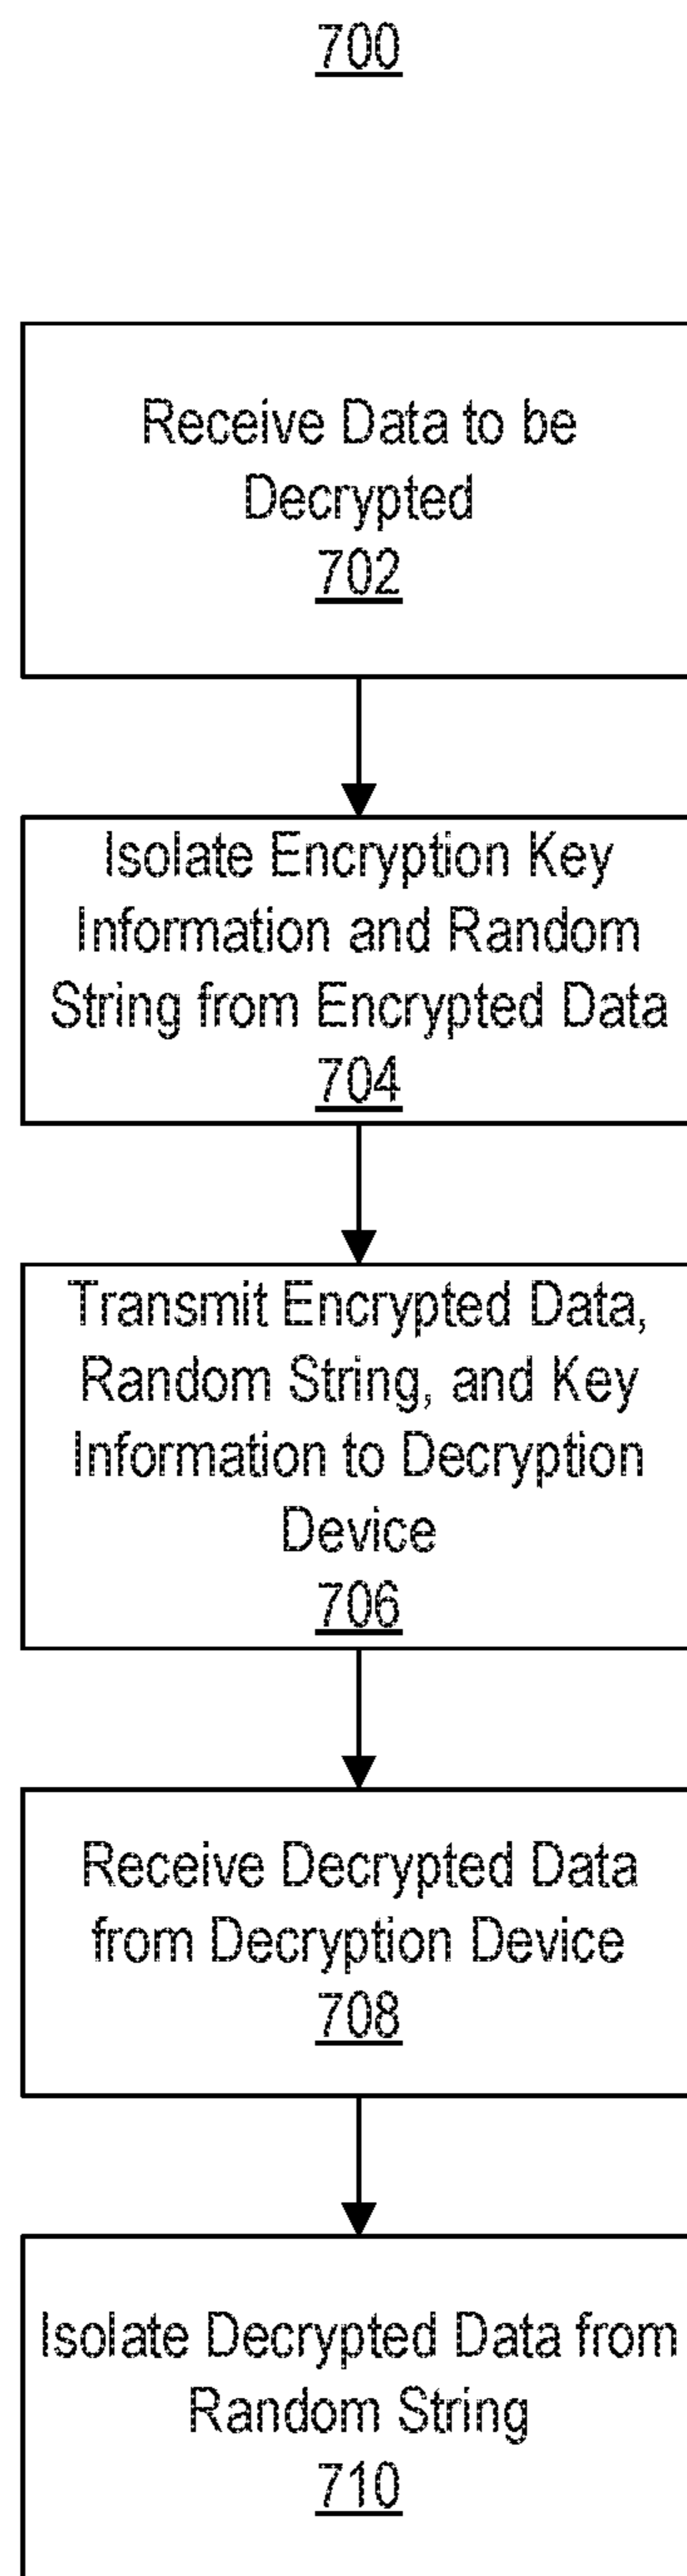 700
Receive Data to be
Decrypted
702
Isolate Encryption Key
Information and Random
String from Encrypted Data
704
Transmit Encrypted Data,
Random String, and Key
Information to Decryption
Device
706
Receive Decrypted Data
from Decryption Device
708
Isolate Decrypted Data from
Random String
710